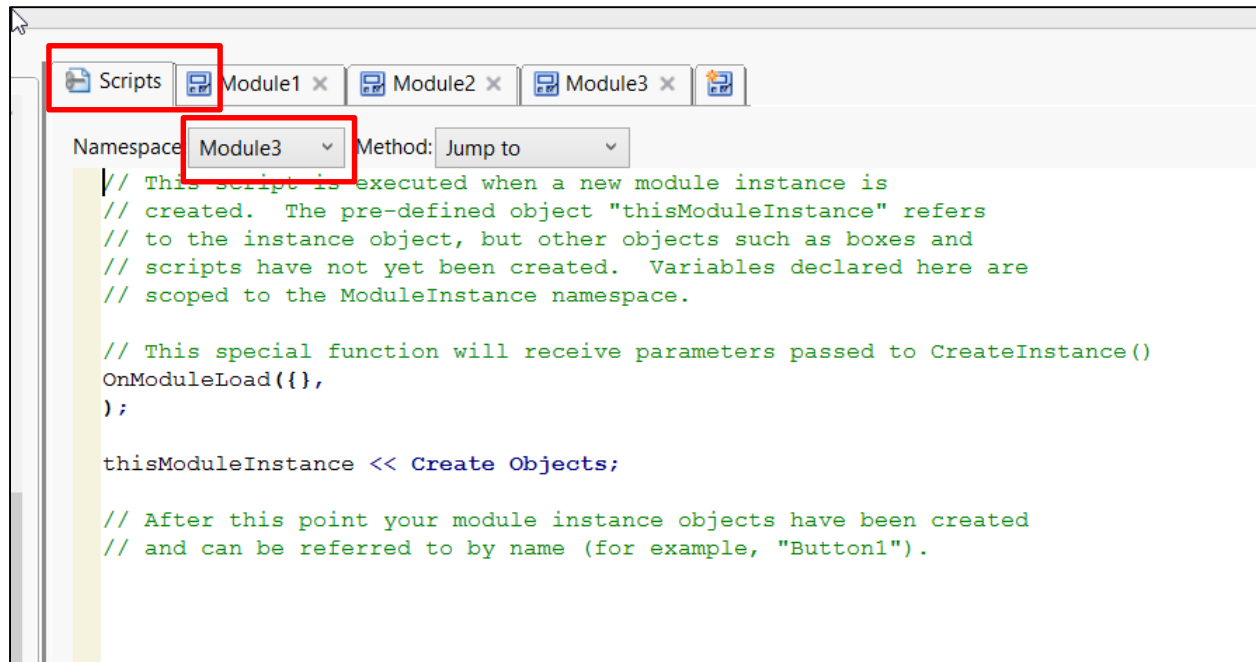 Scripts Module1 Module2 Module3
Namespace Module3 Method: Jump to
// This script is executed when a new module instance is
// created.  The pre-defined object "thisModuleInstance" refers
// to the instance object, but other objects such as boxes and
// scripts have not yet been created.  Variables declared here are
// scoped to the ModuleInstance namespace.
// This special function will receive parameters passed to CreateInstance()
OnModuleLoad({},
);
thisModuleInstance << Create Objects;
// After this point your module instance objects have been created
// and can be referred to by name (for example, "Button1").